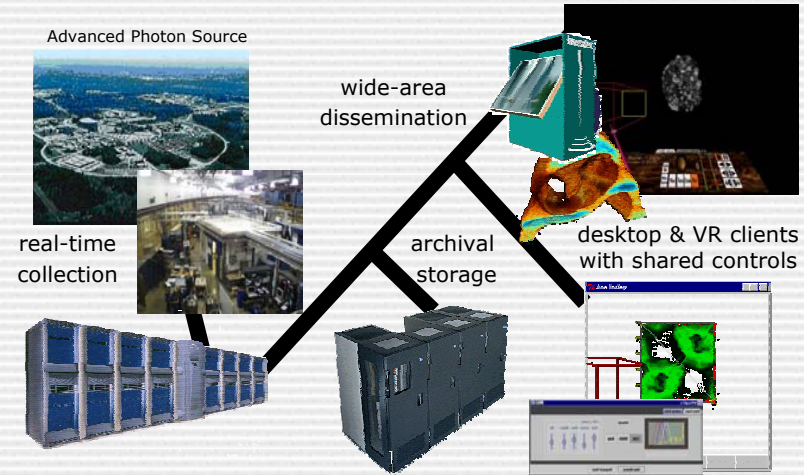 Advanced Photon Source
wide-area
dissemination
real-time
collection
archival
storage
desktop & VR clients
with shared controls